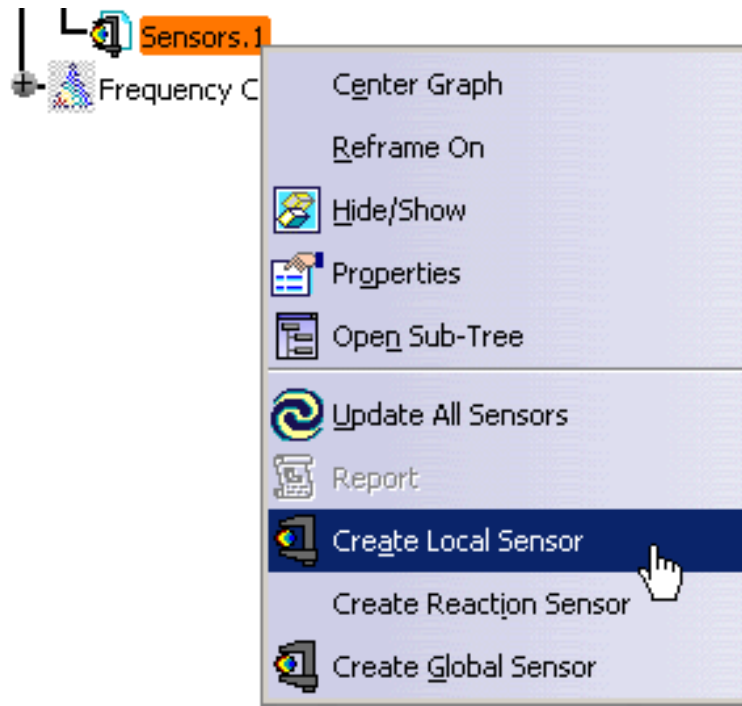 Sensors.1
Frequency C
Center Graph
Reframe On
Hide/Show
Properties
Open Sub-Tree
Update All Sensors
Report
Create Local Sensor
Create Reaction Sensor
Create Global Sensor